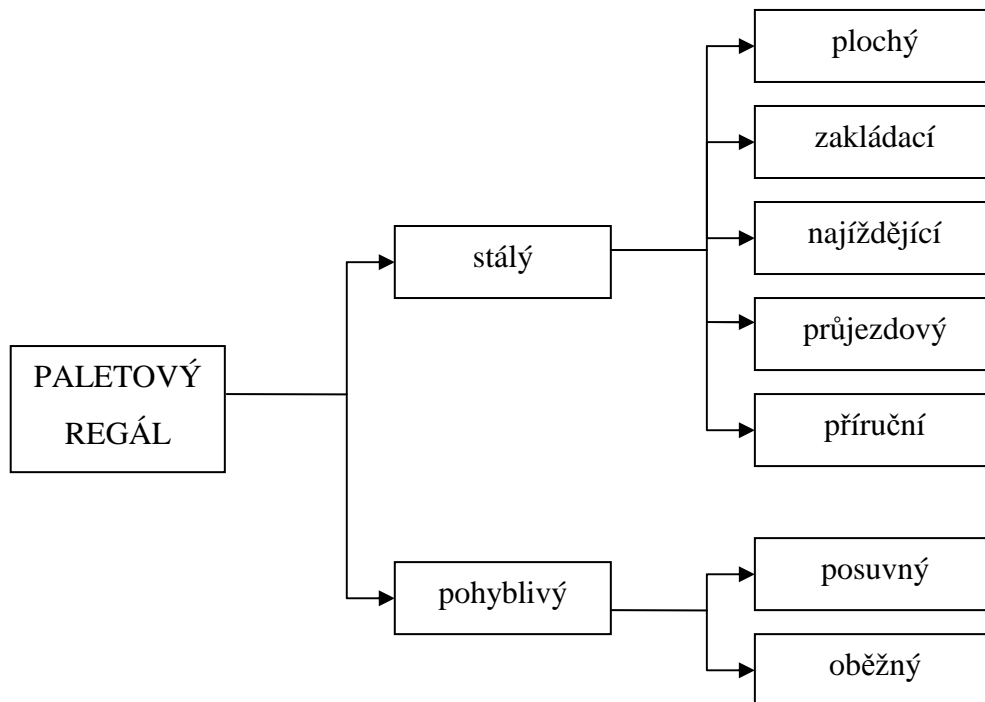 PALETOVÝ
REGÁL
stálý
plochý
zakládací
najíždějící
průjezdový
příruční
pohyblivý
posuvný
oběžný